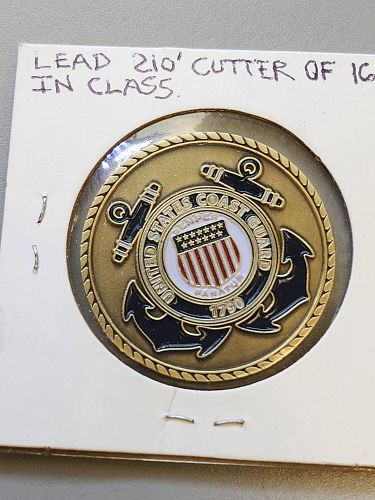 LEAD 210' CUTTER OF 16
IN CLASS.
UNITED STATES COAST GUARD
SEMPER
PARATUS
1790